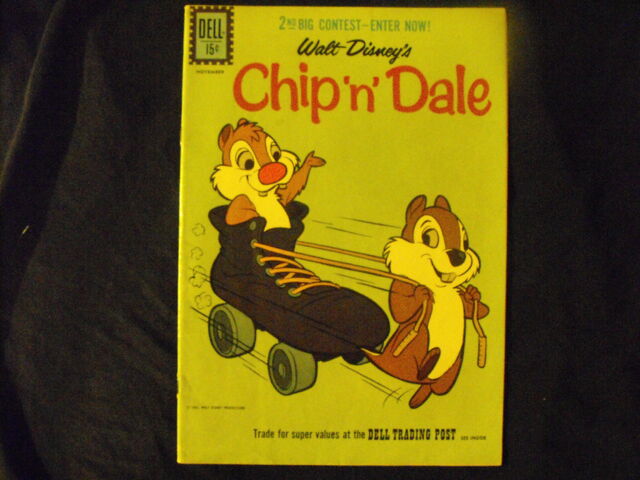 2ND BIG CONTEST-ENTER NOW!
DELL
15¢
NOVEMBER
Walt Disney's
Chip 'n' Dale
Trade for super values at the DELL TRADING POST SEE INSIDE